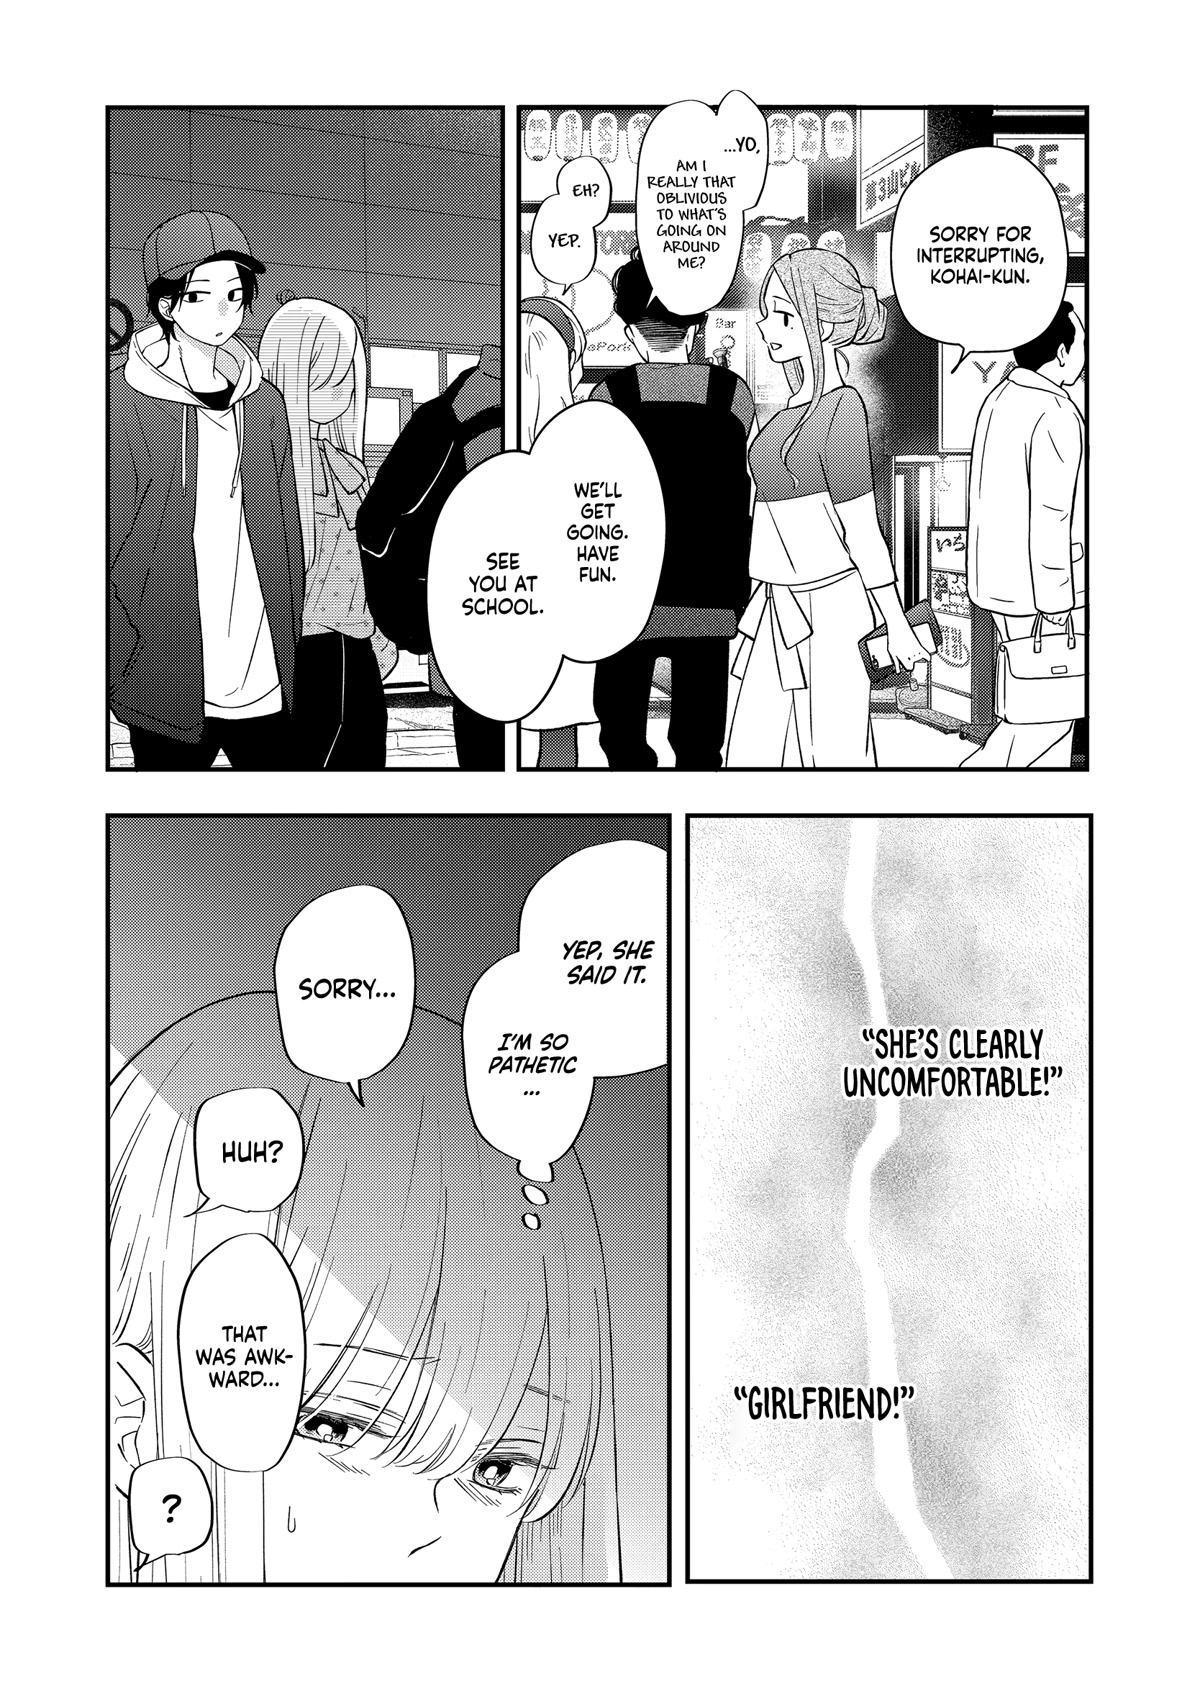 SORRY FOR
INTERRUPTING,
KOHAI-KUN.
...YO,
AM I
REALLY THAT
OBLIVIOUS
TO WHAT'S
GOING ON
AROUND
ME?
EH?
YEP.
Bar
WE'LL
GET
GOING.
HAVE
FUN.
SEE
YOU AT
SCHOOL.
"SHE'S CLEARLY
UNCOMFORTABLE!"
"GIRLFRIEND!"
YEP, SHE
SAID IT.
I'M SO
PATHETIC
...
SORRY...
HUH?
THAT
WAS AWK-
WARD...
?